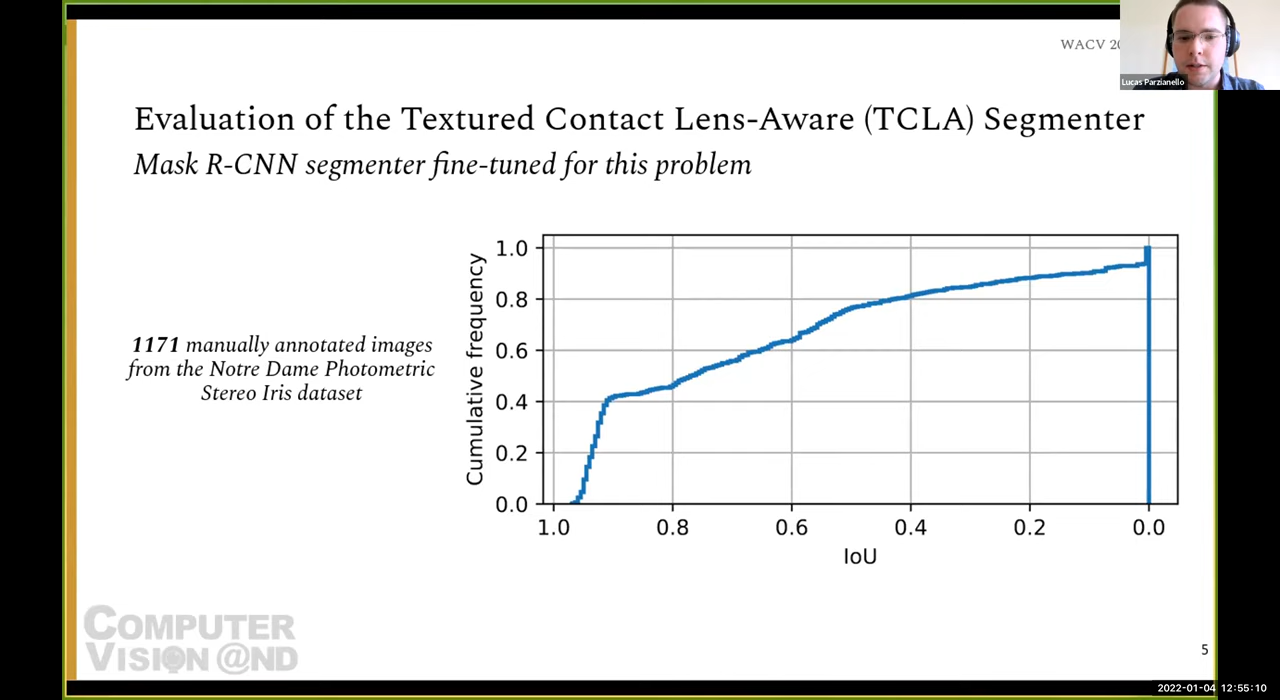 WACV 20
Lucas Parzianello
Evaluation of the Textured Contact Lens-Aware (TCLA) Segmenter
Mask R-CNN segmenter fine-tuned for this problem
1171 manually annotated images
from the Notre Dame Photometric
Stereo Iris dataset
Cumulative frequency
1.0
0.8
0.6
0.4
0.2
0.0
1.0 0.8 0.6 0.4 0.2 0.0
IoU
COMPUTER
VISION @ND
5
2022-01-04 12:55:10